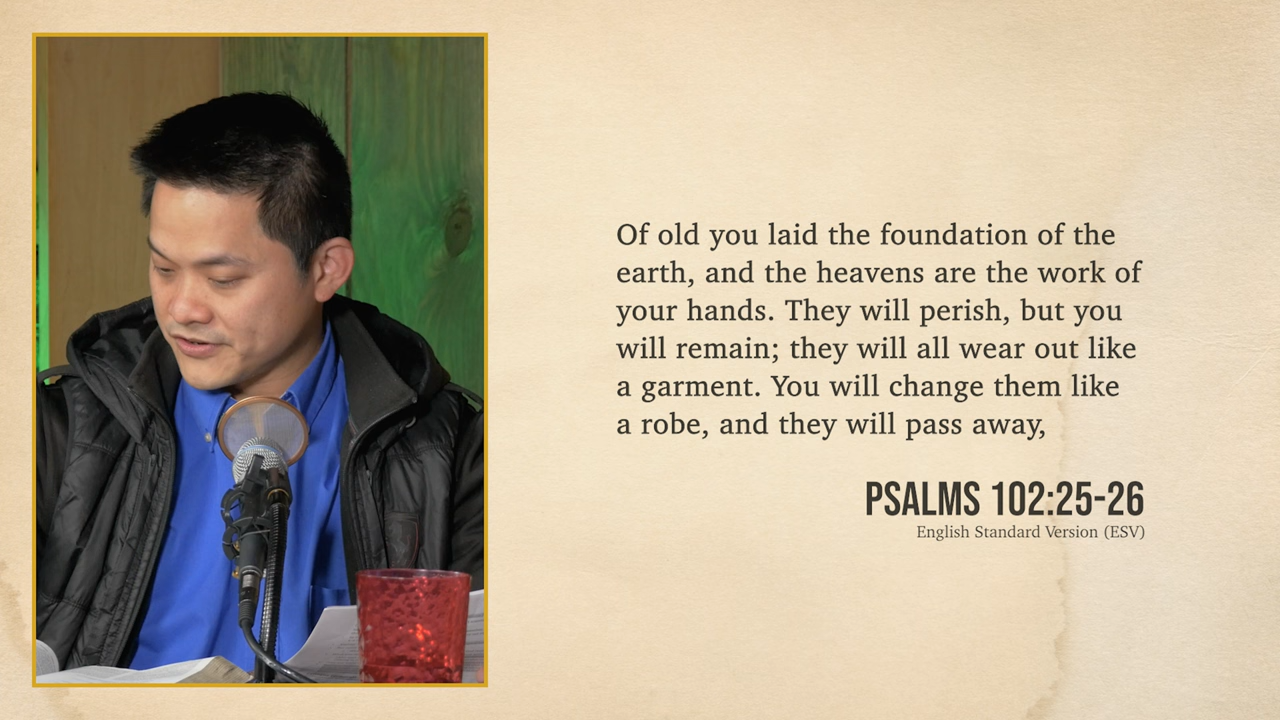 Of old you laid the foundation of the
earth, and the heavens are the work of
your hands. They will perish, but you
will remain; they will all wear out like
a garment. You will change them like
a robe, and they will pass away,
PSALMS 102:25-26
English Standard Version (ESV)